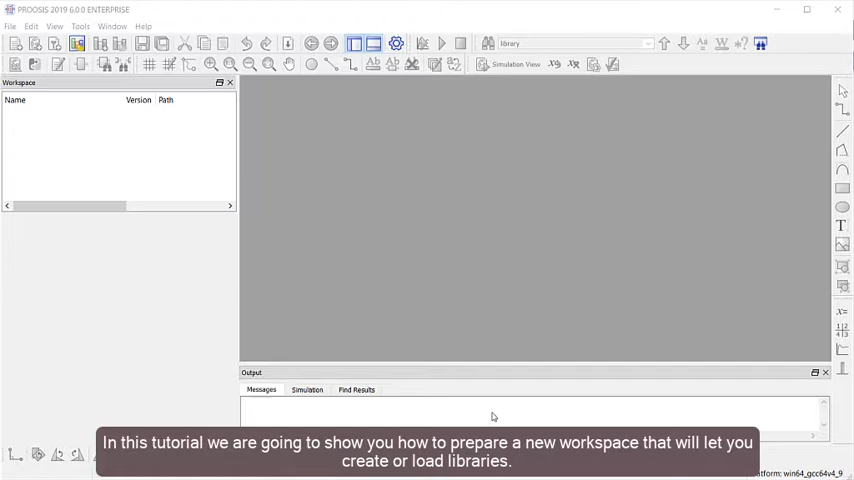 PROOSIS 2019 6.0.0 ENTERPRISE
File Edit View Tools Window Help
library
Simulation View
Workspace
Name Version Path
Output
Messages Simulation Find Results
In this tutorial we are going to show you how to prepare a new workspace that will let you
create or load libraries.
latform: win64_gcc64v4_9